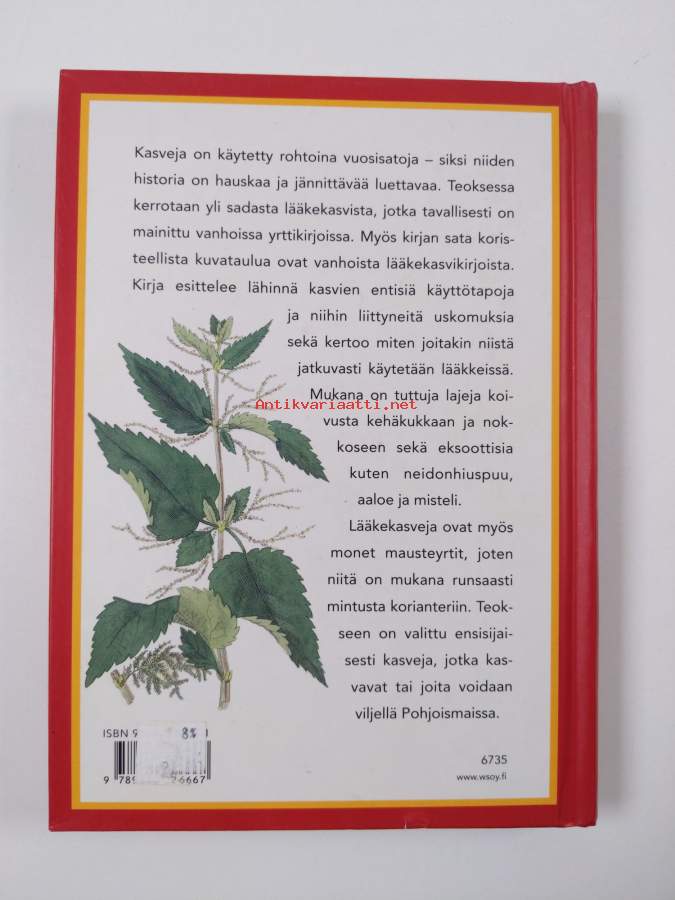 Kasveja on käytetty rohtoina vuosisatoja – siksi niiden
historia on hauskaa ja jännittävää luettavaa. Teoksessa
kerrotaan yli sadasta lääkekasvista, jotka tavallisesti on
mainittu vanhoissa yrttikirjoissa. Myös kirjan sata koris-
teellista kuvataulua ovat vanhoista lääkekasvikirjoista.
Kirja esittelee lähinnä kasvien entisiä käyttötapoja
ja niihin liittyneitä uskomuksia
sekä kertoo miten joitakin niistä
jatkuvasti käytetään lääkkeissä.
Mukana on tuttuja lajeja koi-
Antikvariaatti.net
vusta kehäkukkaan ja nok-
koseen sekä eksoottisia
kuten neidonhiuspuu,
aaloe ja misteli.
Lääkekasveja ovat myös
monet mausteyrtit, joten
niitä on mukana runsaasti
mintusta korianteriin. Teok-
seen on valittu ensisijai-
sesti kasveja, jotka kas-
vavat tai joita voidaan
viljellä Pohjoismaissa.
ISBN 9
9 789 6667
6735
www.wsoy.fi